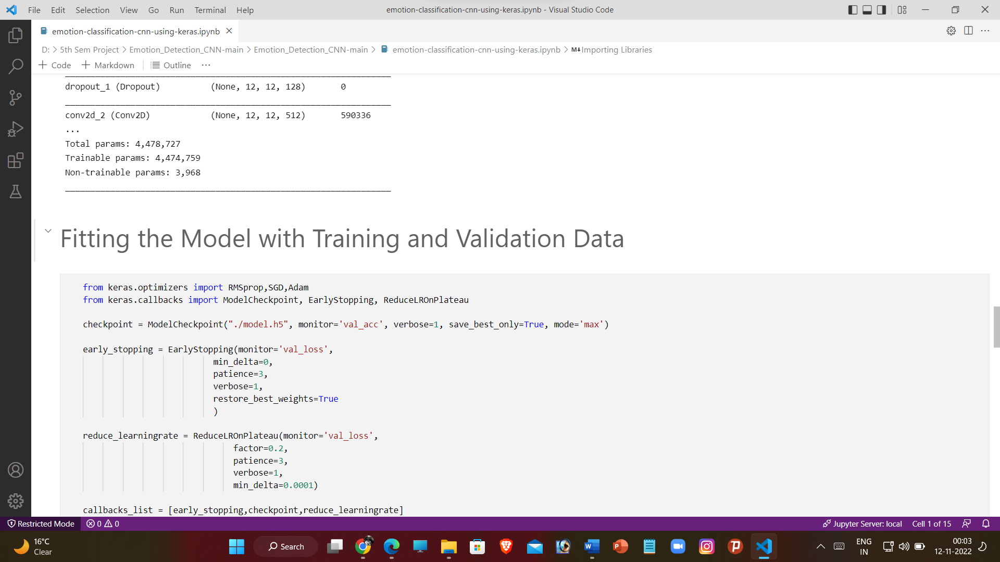 File Edit Selection View Go Run Terminal Help
emotion-classification-cnn-using-keras.ipynb - Visual Studio Code
emotion-classification-cnn-using-keras.ipynb
D: > 5th Sem Project > Emotion_Detection_CNN-main > Emotion_Detection_CNN-main > emotion-classification-cnn-using-keras.ipynb > M↓Importing Libraries
+ Code + Markdown Outline ...
dropout_1 (Dropout) (None, 12, 12, 128) 0
conv2d_2 (Conv2D) (None, 12, 12, 512) 590336
...
Total params: 4,478,727
Trainable params: 4,474,759
Non-trainable params: 3,968
Fitting the Model with Training and Validation Data
from keras.optimizers import RMSprop,SGD,Adam
from keras.callbacks import ModelCheckpoint, EarlyStopping, ReduceLROnPlateau
checkpoint = ModelCheckpoint("./model.h5", monitor='val_acc', verbose=1, save_best_only=True, mode='max')
early_stopping = EarlyStopping(monitor='val_loss',
min_delta=0,
patience=3,
verbose=1,
restore_best_weights=True
)
reduce_learningrate = ReduceLROnPlateau(monitor='val_loss',
factor=0.2,
patience=3,
verbose=1,
min_delta=0.0001)
callbacks_list = [early_stopping,checkpoint,reduce_learningrate]
Restricted Mode 0 0 Jupyter Server: local Cell 1 of 15
16°C
Clear
Search
ENG
IN
00:03
12-11-2022